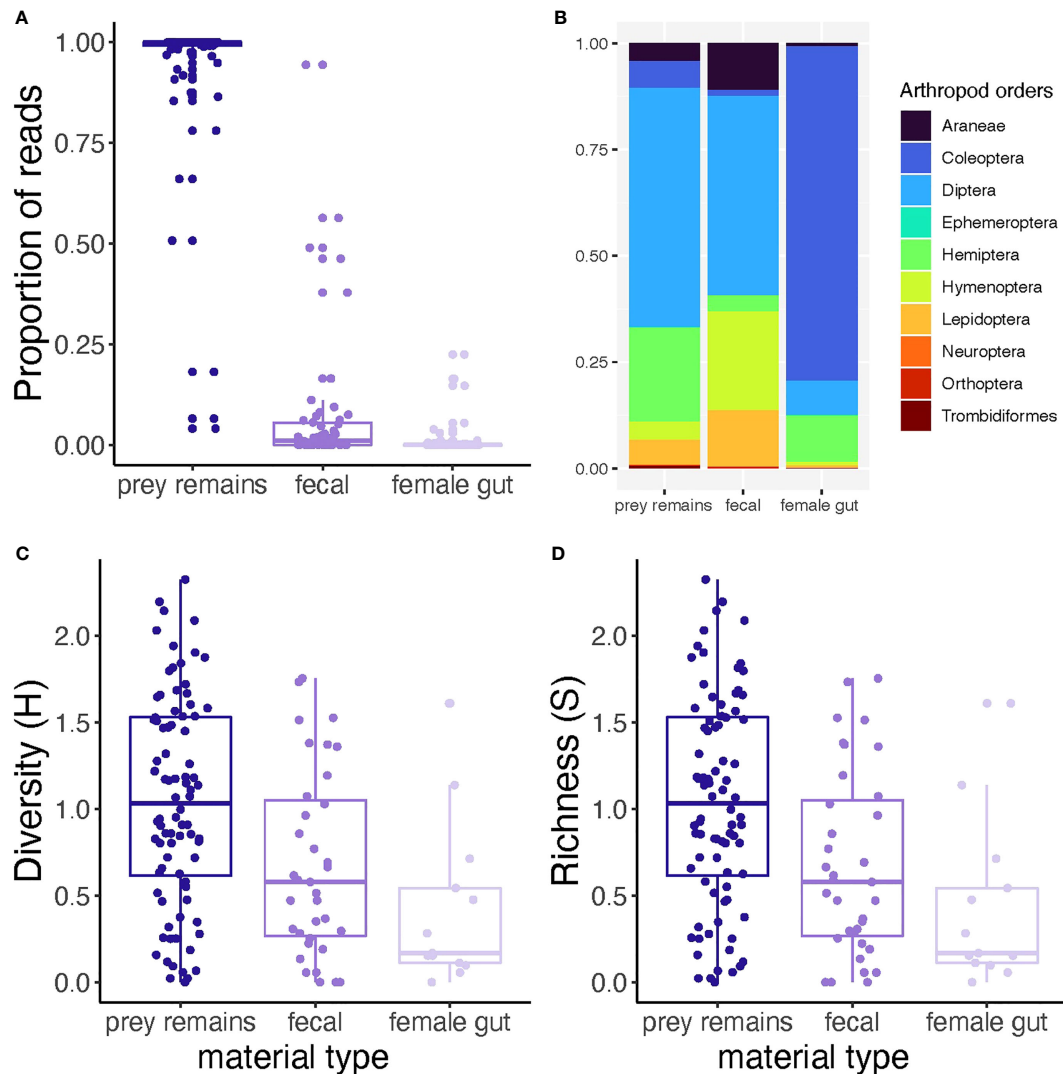 A
Proportion of reads
1.00
0.75
0.50
0.25
0.00
prey remains
fecal
female gut
B
1.00
0.75
0.50
0.25
0.00
prey remains
fecal
female gut
Arthropod orders
Araneae
Coleoptera
Diptera
Ephemeroptera
Hemiptera
Hymenoptera
Lepidoptera
Neuroptera
Orthoptera
Trombidiformes
C
Diversity (H)
2.0
1.5
1.0
0.5
0.0
prey remains
fecal
female gut
material type
D
Richness (S)
2.0
1.5
1.0
0.5
0.0
prey remains
fecal
female gut
material type